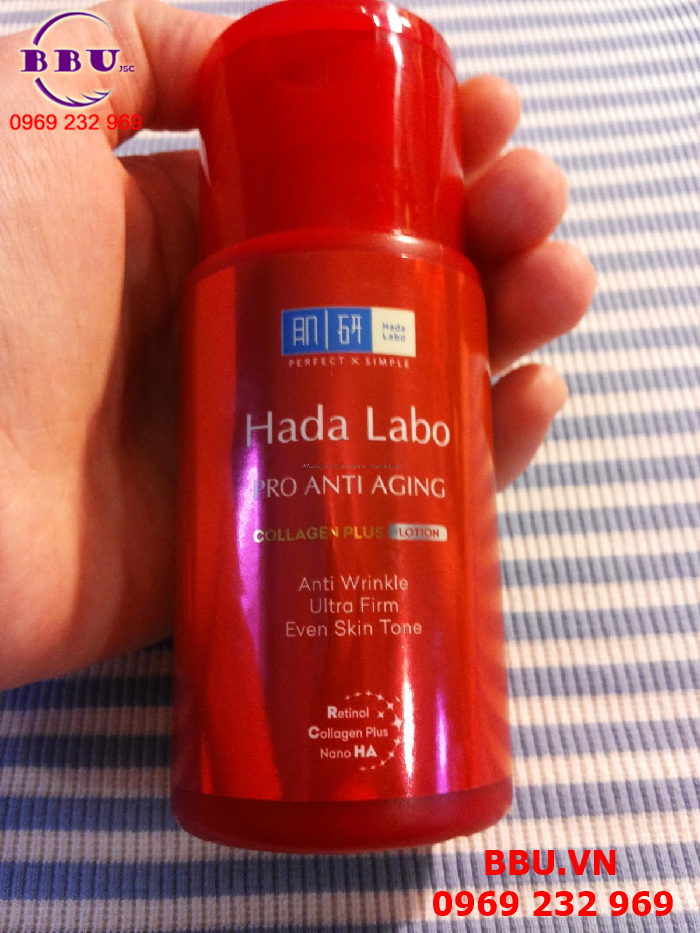 BBU JSC
0969 232 969
肌 研
Hada
Labo
PERFECT X SIMPLE
Hada Labo
PRO ANTI AGING
COLLAGEN PLUS LOTION
Anti Wrinkle
Ultra Firm
Even Skin Tone
Retinol
Collagen Plus
Nano HA
BBU.VN
0969 232 969